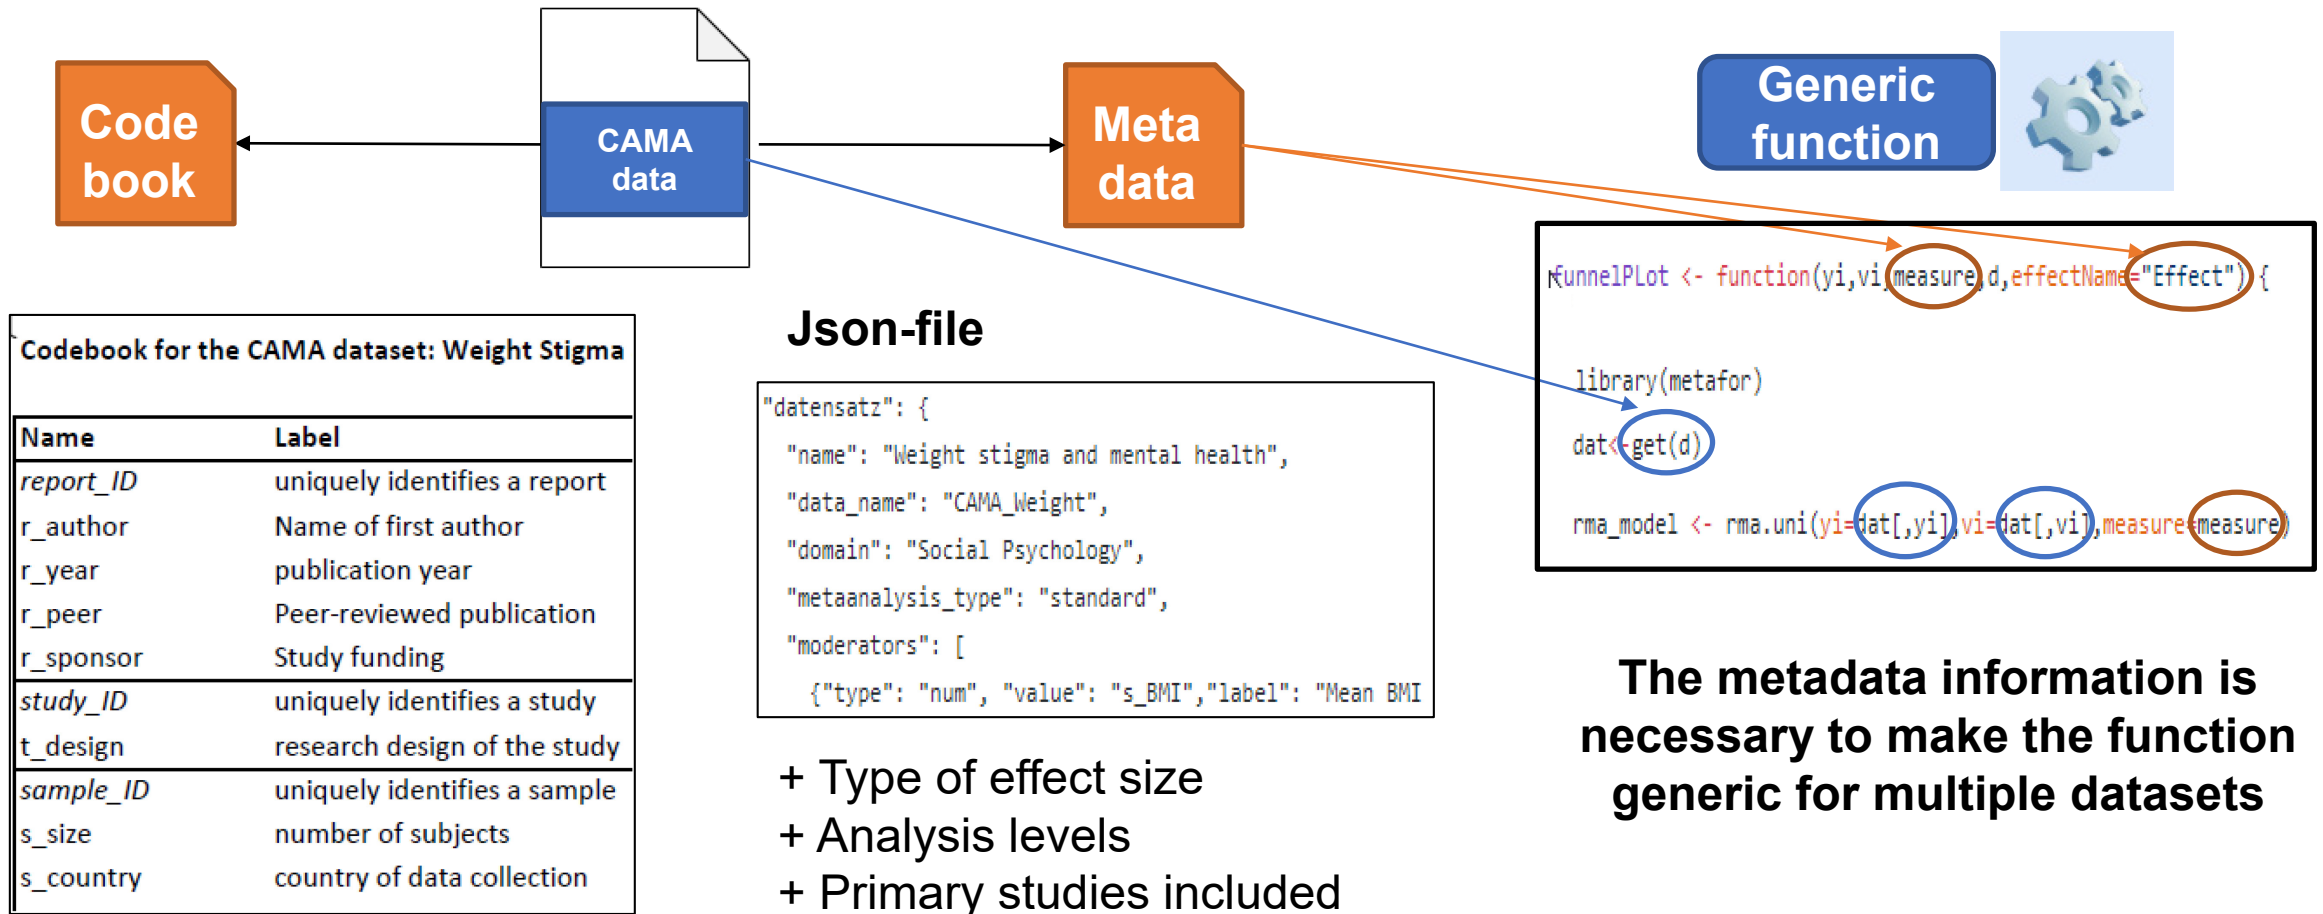 Code
book
CAMA
data
Meta
data
Generic
function
Codebook for the CAMA dataset: Weight Stigma
Name Label
report_ID uniquely identifies a report
r_author Name of first author
r_year publication year
r_peer Peer-reviewed publication
r_sponsor Study funding
study_ID uniquely identifies a study
t_design research design of the study
sample_ID uniquely identifies a sample
s_size number of subjects
s_country country of data collection
Json-file
"datensatz": {
"name": "Weight stigma and mental health",
"data_name": "CAMA_Weight",
"domain": "Social Psychology",
"metaanalysis_type": "standard",
"moderators": [
{"type": "num", "value": "s_BMI","label": "Mean BMI
+ Type of effect size
+ Analysis levels
+ Primary studies included
rfunnelPLot <- function(yi,vi,measure,d,effectName="Effect") {
library(metafor)
dat<-get(d)
rma_model <- rma.uni(yi=dat[,yi],vi=dat[,vi],measure=measure)
The metadata information is
necessary to make the function
generic for multiple datasets